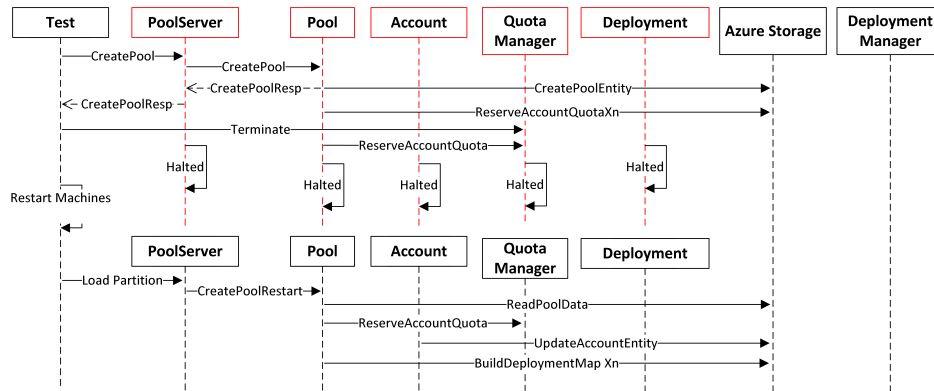 Test
PoolServer
Pool
Account
Quota
Manager
Deployment
Azure Storage
Deployment
Manager
CreatePool
CreatePool
CreatePoolResp
CreatePoolEntity
CreatePoolResp
ReserveAccountQuotaXn
Terminate
ReserveAccountQuota
Halted
Halted
Halted
Halted
Halted
Halted
Restart Machines
PoolServer
Pool
Account
Quota
Manager
Deployment
Load Partition
CreatePoolRestart
ReadPoolData
ReserveAccountQuota
UpdateAccountEntity
BuildDeploymentMap Xn